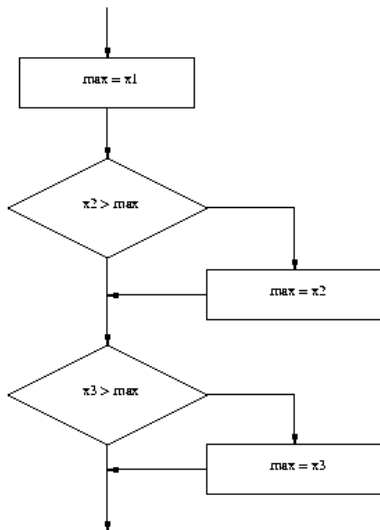 max = x1
x2 > max
max = x2
x3 > max
max = x3